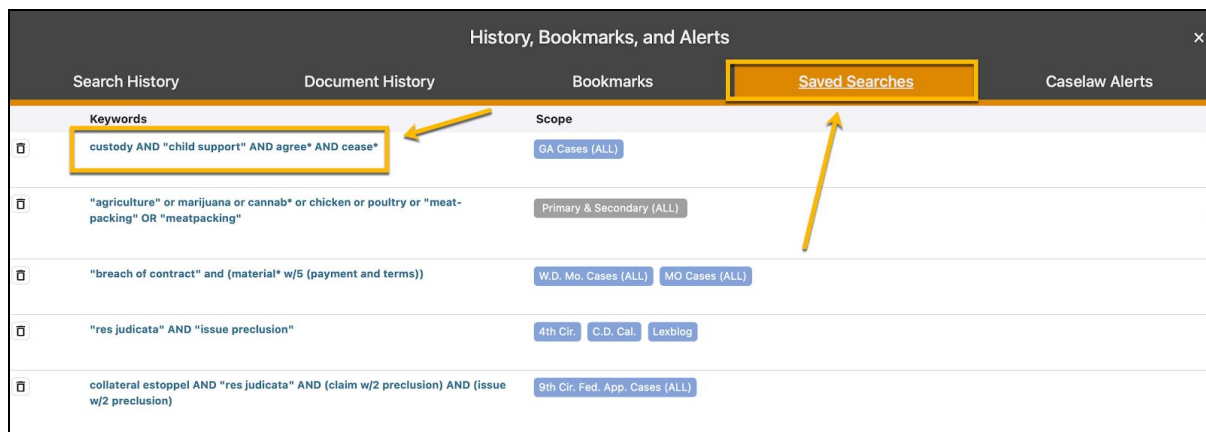 History, Bookmarks, and Alerts
×
Search History
Document History
Bookmarks
Saved Searches
Caselaw Alerts
Keywords
Scope
custody AND "child support" AND agree* AND cease*
GA Cases (ALL)
"agriculture" or marijuana or cannab* or chicken or poultry or "meat-
packing" OR "meatpacking"
Primary & Secondary (ALL)
"breach of contract" and (material* w/5 (payment and terms))
W.D. Mo. Cases (ALL)
MO Cases (ALL)
"res judicata" AND "issue preclusion"
4th Cir.
C.D. Cal.
Lexblog
collateral estoppel AND "res judicata" AND (claim w/2 preclusion) AND (issue
w/2 preclusion)
9th Cir. Fed. App. Cases (ALL)